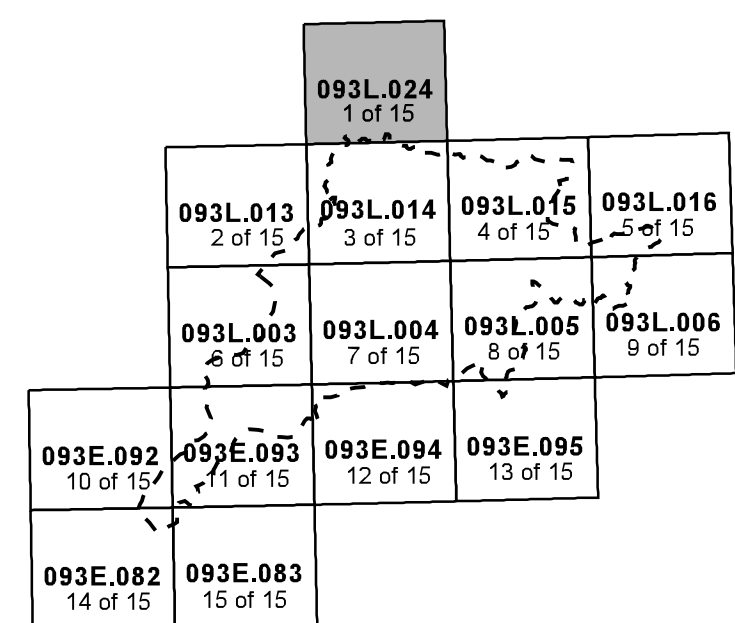 093L.024
1 of 15
093L.013
2 of 15
093L.014
3 of 15
093L.015
4 of 15
093L.016
5 of 15
093L.003
6 of 15
093L.004
7 of 15
093L.005
8 of 15
093L.006
9 of 15
093E.092
10 of 15
093E.093
11 of 15
093E.094
12 of 15
093E.095
13 of 15
093E.082
14 of 15
093E.083
15 of 15